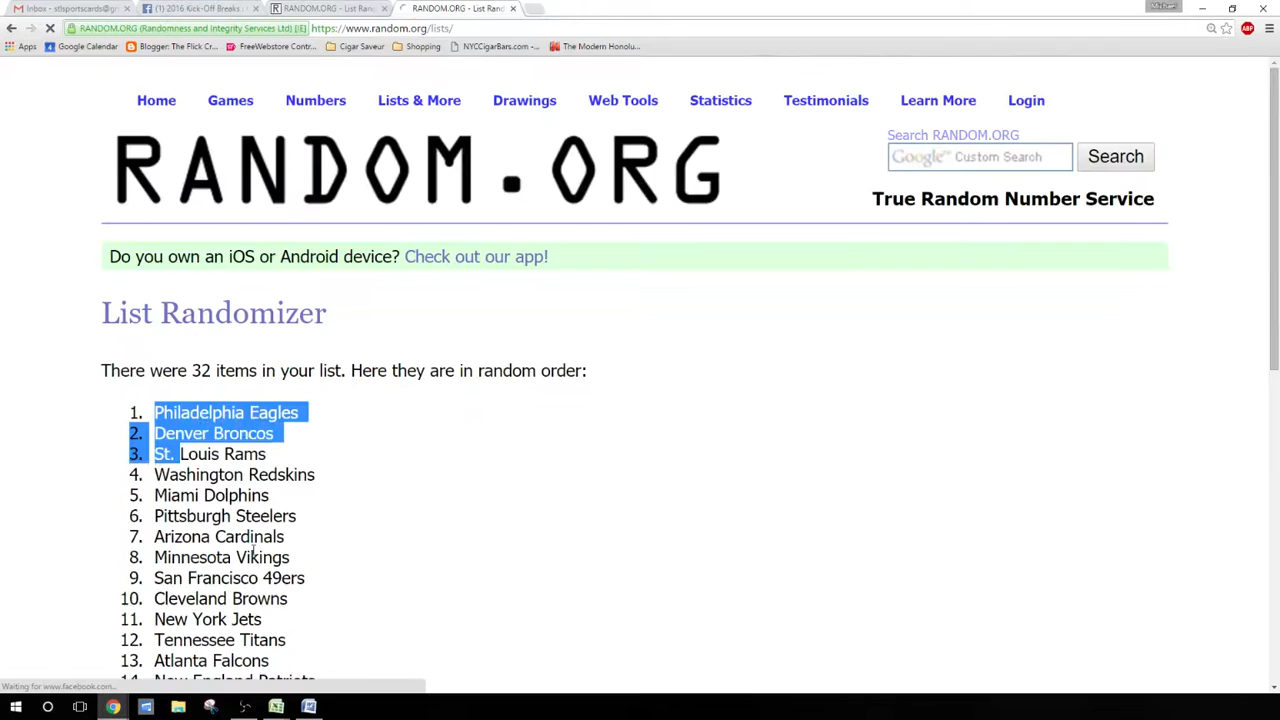 Inbox - stlsportscards@gm
(1) 2016 Kick-Off Breaks :
RANDOM.ORG - List Ran
RANDOM.ORG - List Ran
Michael
RANDOM.ORG (Randomness and Integrity Services Ltd) [IE]
https://www.random.org/lists/
ABP
Apps
Google Calendar
Blogger: The Flick Cr...
FreeWebstore Contr...
Cigar Saveur
Shopping
NYCCigarBars.com -...
The Modern Honolu...
Home Games Numbers Lists & More Drawings Web Tools Statistics Testimonials Learn More Login
RANDOM.ORG
Search RANDOM.ORG
Google™ Custom Search
Search
True Random Number Service
Do you own an iOS or Android device? Check out our app!
List Randomizer
There were 32 items in your list. Here they are in random order:
1. Philadelphia Eagles
2. Denver Broncos
3. St. Louis Rams
4. Washington Redskins
5. Miami Dolphins
6. Pittsburgh Steelers
7. Arizona Cardinals
8. Minnesota Vikings
9. San Francisco 49ers
10. Cleveland Browns
11. New York Jets
12. Tennessee Titans
13. Atlanta Falcons
14. New England Patriots
Waiting for www.facebook.com...